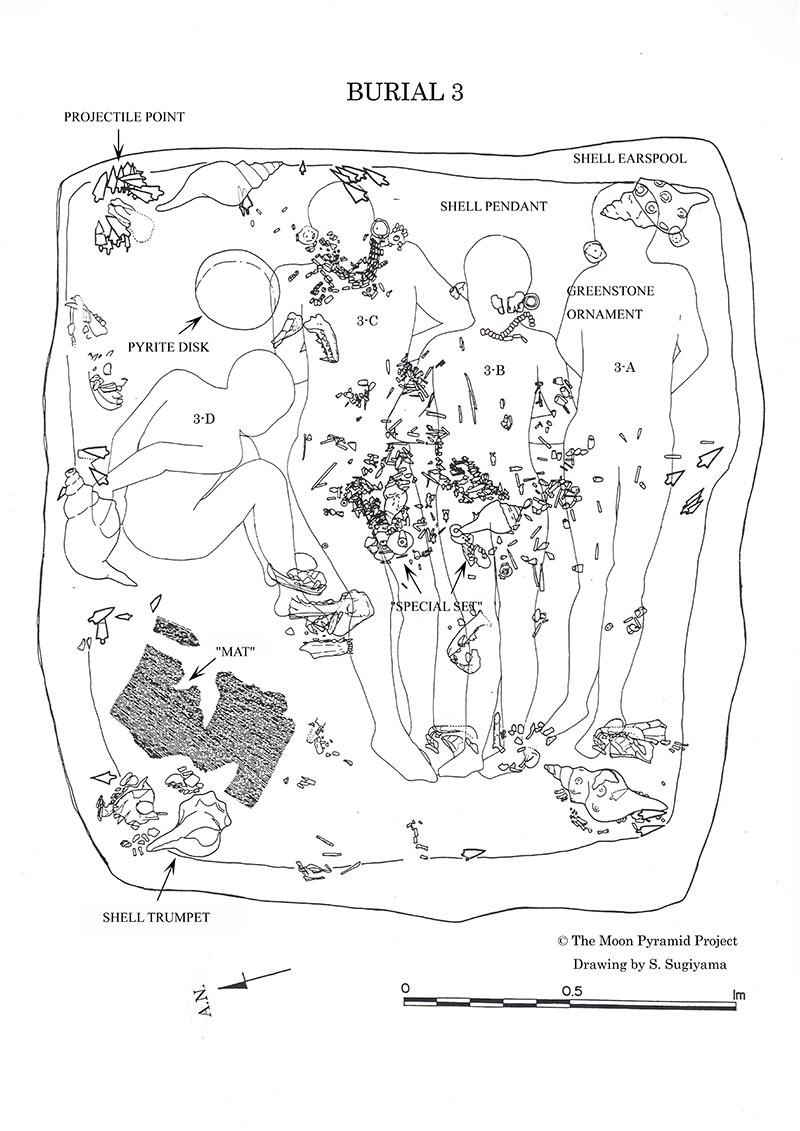 BURIAL 3
PROJECTILE POINT
SHELL EARSPOOL
SHELL PENDANT
GREENSTONE
ORNAMENT
3-C
PYRITE DISK
3-B
3-A
3-D
"SPECIAL SET"
"MAT"
SHELL TRUMPET
© The Moon Pyramid Project
Drawing by S. Sugiyama
A.N.
0 0.5 1m